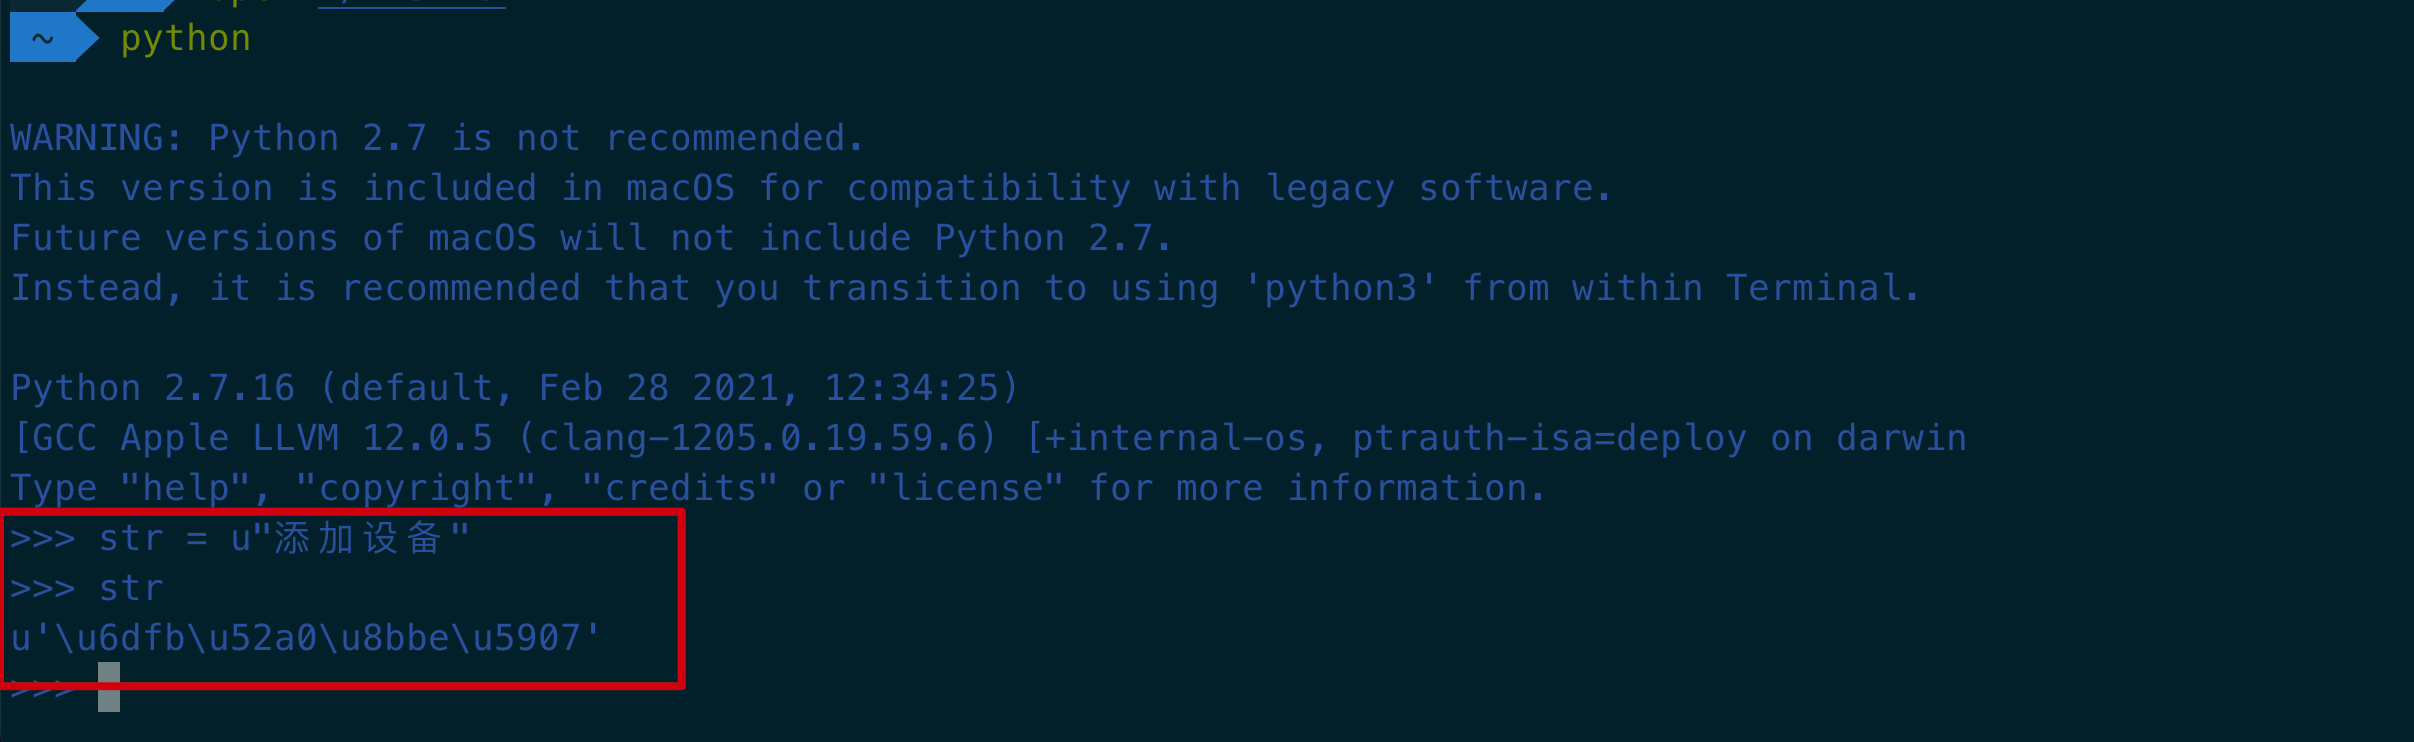 ~ python
WARNING: Python 2.7 is not recommended.
This version is included in macOS for compatibility with legacy software.
Future versions of macOS will not include Python 2.7.
Instead, it is recommended that you transition to using 'python3' from within Terminal.
Python 2.7.16 (default, Feb 28 2021, 12:34:25)
[GCC Apple LLVM 12.0.5 (clang-1205.0.19.59.6) [+internal-os, ptrauth-isa=deploy on darwin
Type "help", "copyright", "credits" or "license" for more information.
>>> str = u"添加设备"
>>> str
u'\u6dfb\u52a0\u8bbe\u5907'
>>>